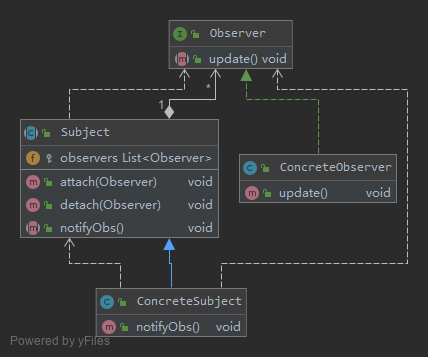 Observer
update() void
1
*
Subject
observers List<Observer>
attach(Observer) void
detach(Observer) void
notifyObs() void
ConcreteObserver
update() void
ConcreteSubject
notifyObs() void
Powered by yFiles